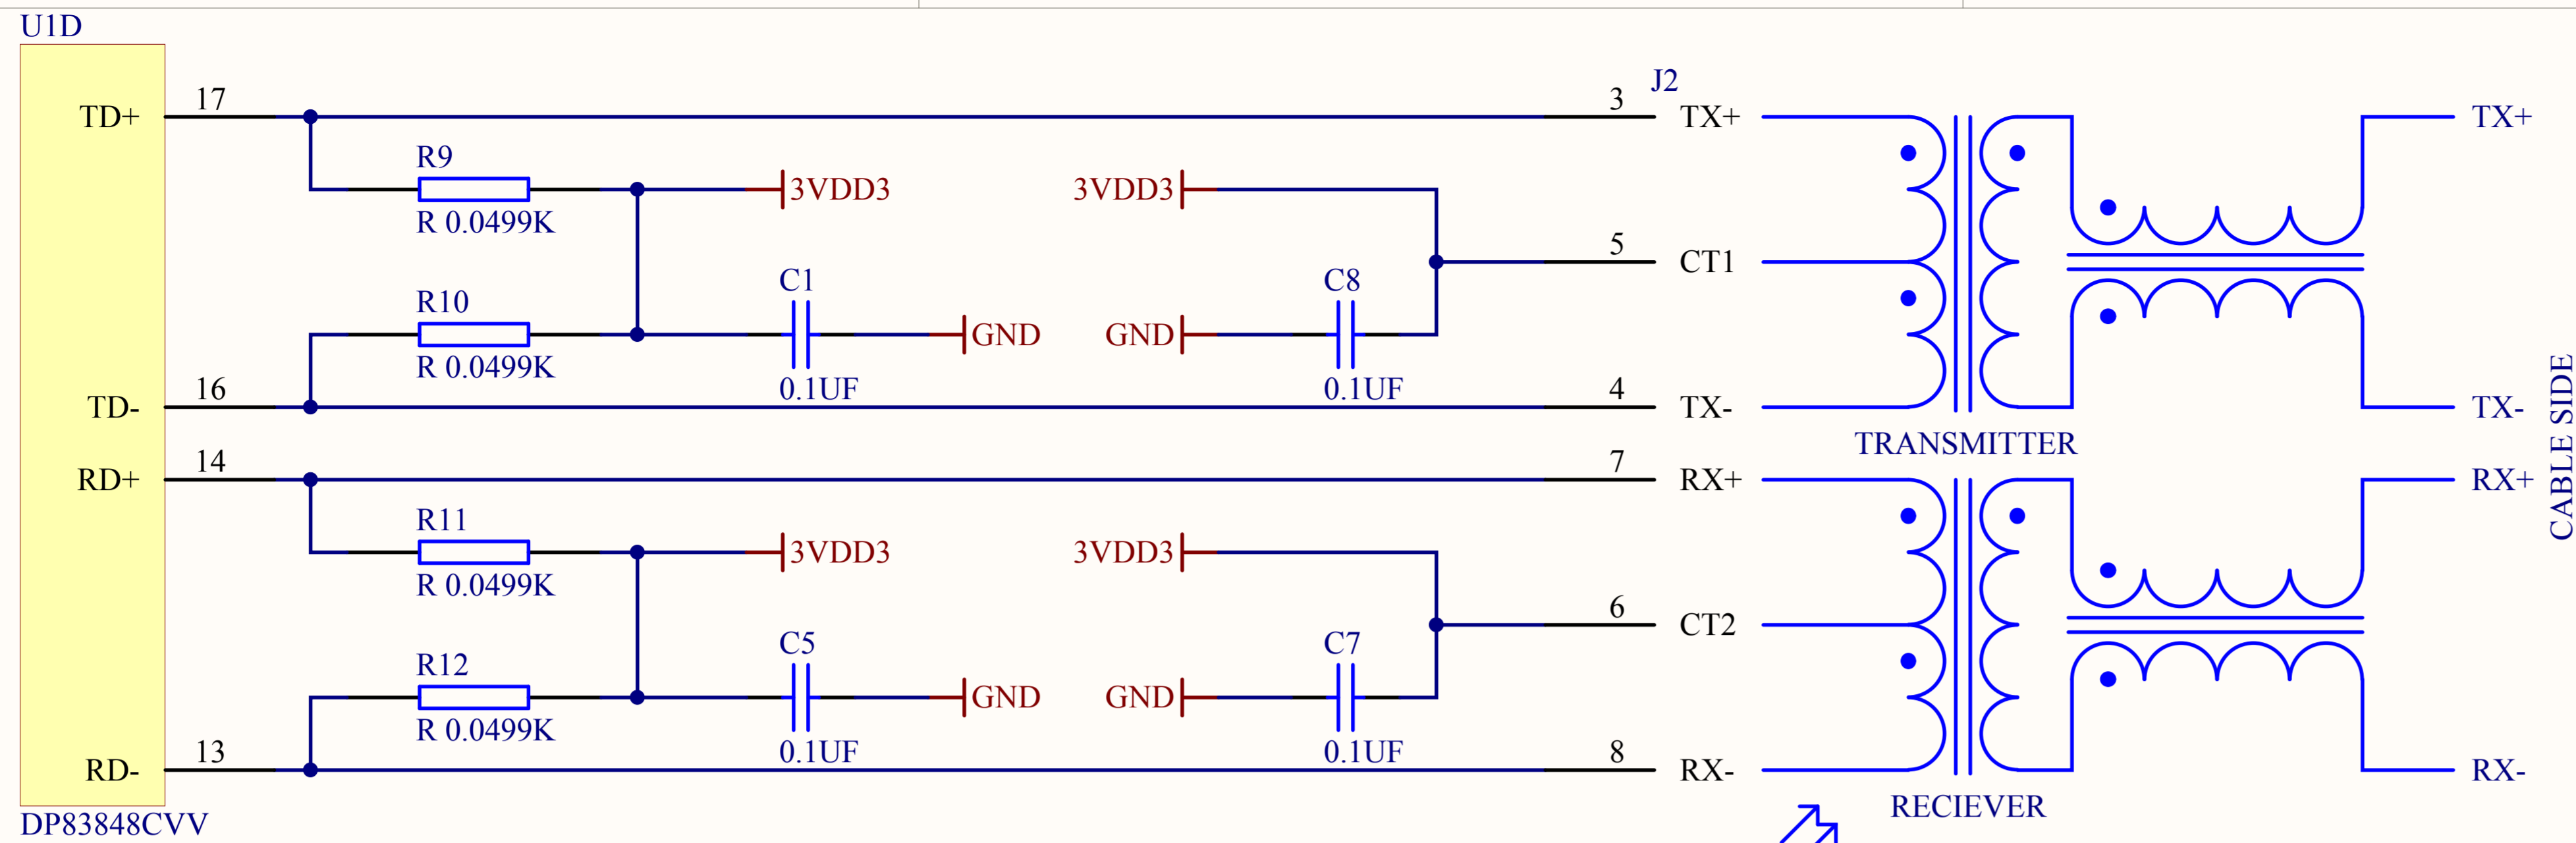 U1D
J2
TD+ 17 3 TX+ TX+
R9
3VDD3 3VDD3
R 0.0499K
5 CT1
C1 C8
R10
GND GND
R 0.0499K
0.1UF 0.1UF
TD- 16 4 TX- TX-
TRANSMITTER
CABLE SIDE
RD+ 14 7 RX+ RX+
R11
3VDD3 3VDD3
R 0.0499K
6 CT2
C5 C7
R12
GND GND
R 0.0499K
0.1UF 0.1UF
RD- 13 8 RX- RX-
RECIEVER
DP83848CVV